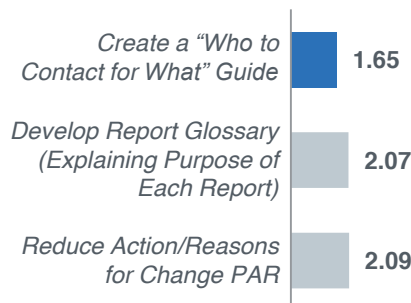 Create a “Who to
Contact for What” Guide
1.65
Develop Report Glossary
(Explaining Purpose of
Each Report)
2.07
Reduce Action/Reasons
for Change PAR
2.09